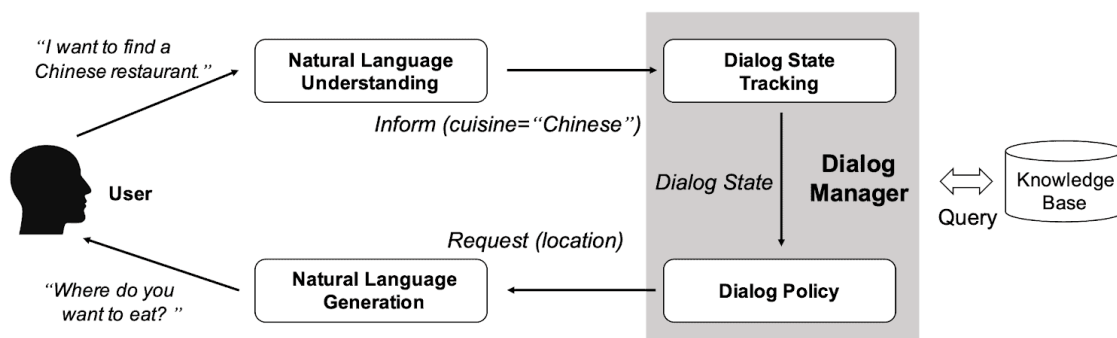 “I want to find a
Chinese restaurant.”
Natural Language
Understanding
Dialog State
Tracking
Inform (cuisine=“Chinese”)
User
Dialog State
Dialog
Manager
Knowledge
Base
Query
Request (location)
“Where do you
want to eat? ”
Natural Language
Generation
Dialog Policy